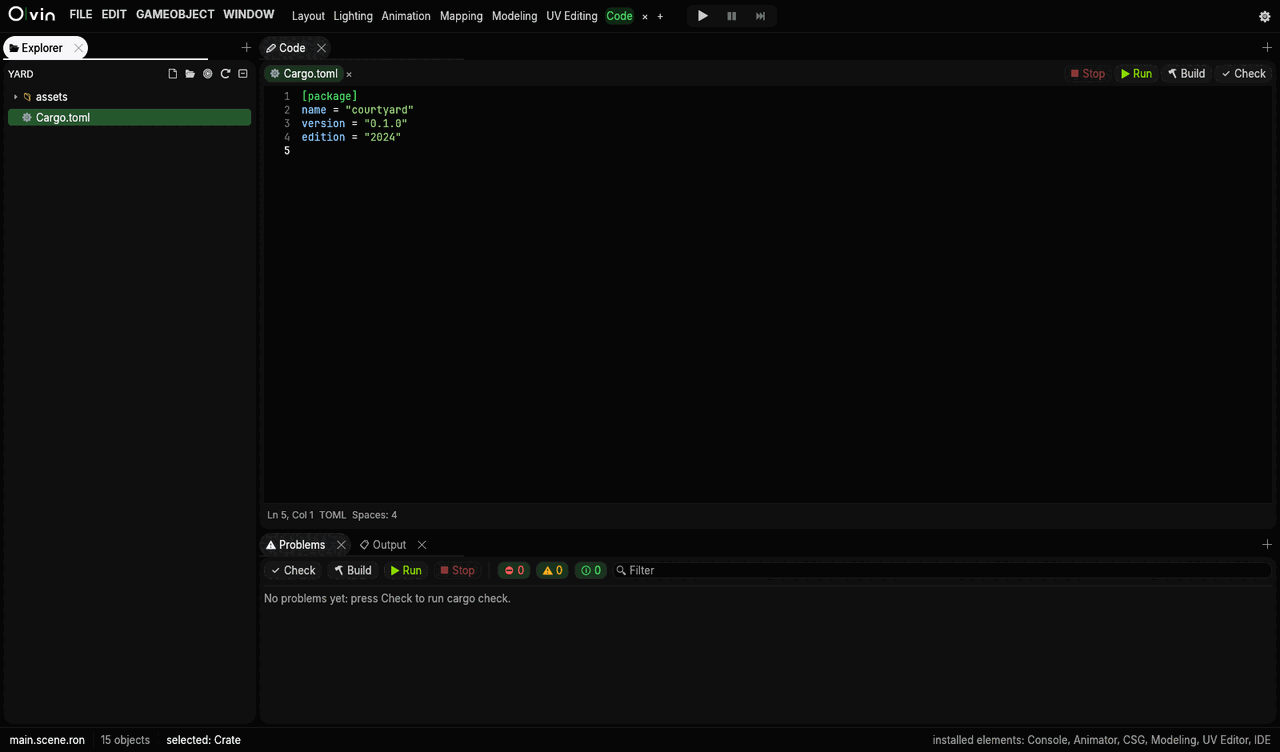 Ovin FILE EDIT GAMEOBJECT WINDOW Layout Lighting Animation Mapping Modeling UV Editing Code × +
Explorer
YARD
assets
Cargo.toml
Code
Cargo.toml × Stop Run Build Check
1 [package]
2 name = "courtyard"
3 version = "0.1.0"
4 edition = "2024"
5
Ln 5, Col 1 TOML Spaces: 4
Problems Output
Check Build Run Stop 0 0 0 Filter
No problems yet: press Check to run cargo check.
main.scene.ron 15 objects selected: Crate installed elements: Console, Animator, CSG, Modeling, UV Editor, IDE